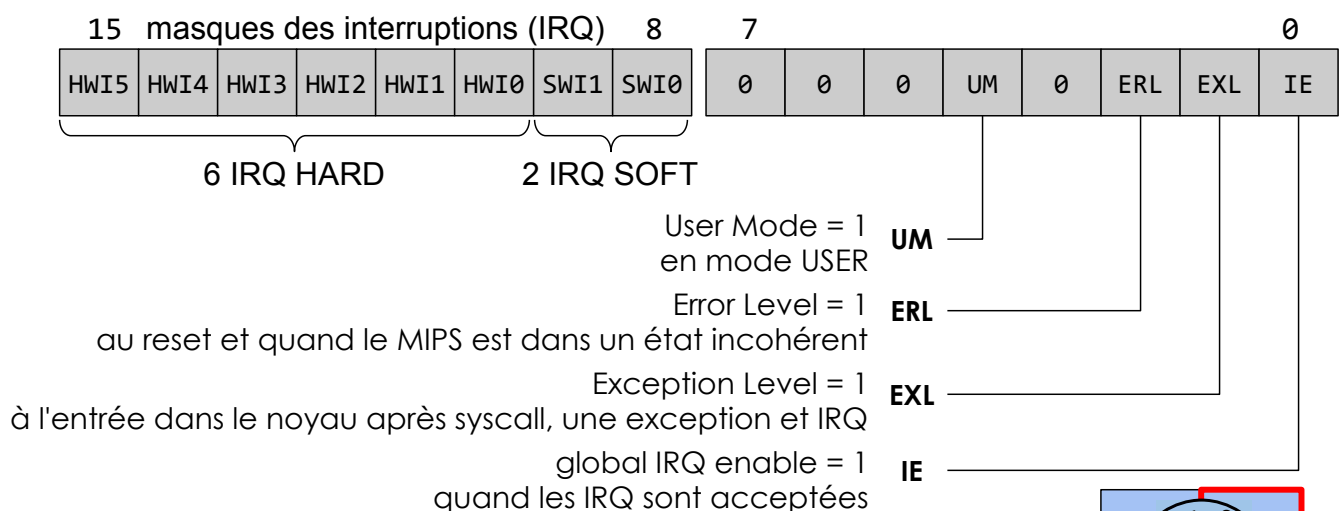 15 masques des interruptions (IRQ) 8 7 0
HWI5 HWI4 HWI3 HWI2 HWI1 HWI0 SWI1 SWI0 0 0 0 UM 0 ERL EXL IE
6 IRQ HARD 2 IRQ SOFT
User Mode = 1 UM
en mode USER
Error Level = 1 ERL
au reset et quand le MIPS est dans un état incohérent
Exception Level = 1 EXL
à l'entrée dans le noyau après syscall, une exception et IRQ
global IRQ enable = 1 IE
quand les IRQ sont acceptées